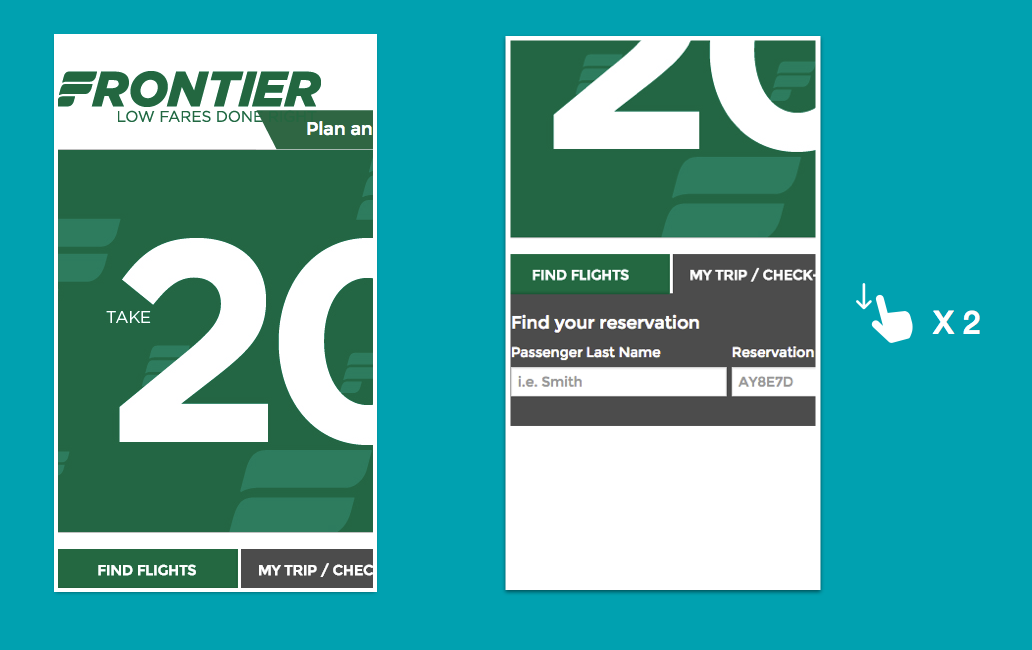 FRONTIER
LOW FARES DONE RIGHT
Plan an
TAKE
20
FIND FLIGHTS
MY TRIP / CHEC
20
FIND FLIGHTS
MY TRIP / CHECK-
Find your reservation
Passenger Last Name
Reservation
i.e. Smith
AY8E7D
X 2